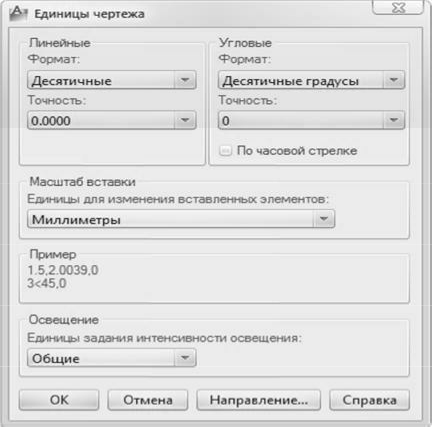 Единицы чертежа
Линейные
Формат:
Десятичные
Точность:
0.0000
Угловые
Формат:
Десятичные градусы
Точность:
0
По часовой стрелке
Масштаб вставки
Единицы для изменения вставленных элементов:
Миллиметры
Пример
1.5,2.0039,0
3<45,0
Освещение
Единицы задания интенсивности освещения:
Общие
ОК
Отмена
Направление...
Справка